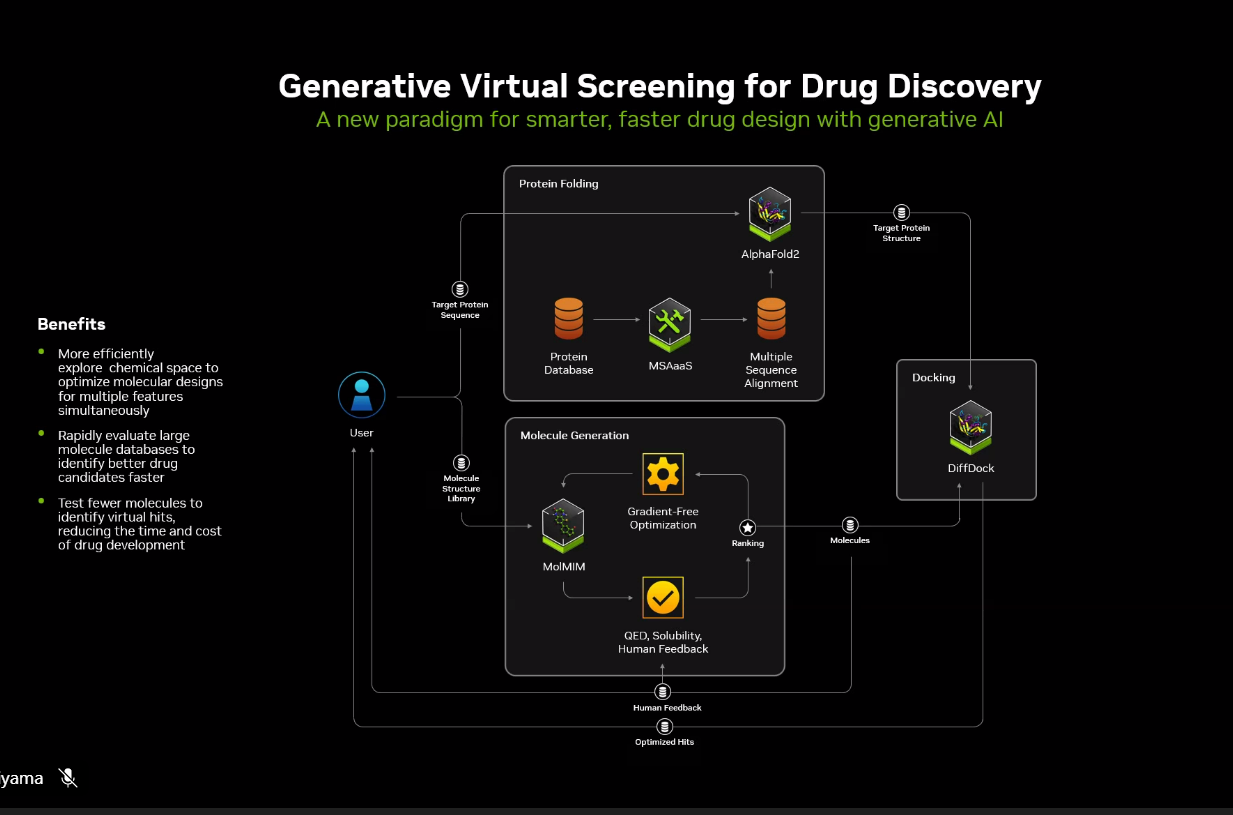 Generative Virtual Screening for Drug Discovery
A new paradigm for smarter, faster drug design with generative AI
Benefits
More efficiently
explore chemical space to
optimize molecular designs
for multiple features
simultaneously
Rapidly evaluate large
molecule databases to
identify better drug
candidates faster
Test fewer molecules to
identify virtual hits,
reducing the time and cost
of drug development
User
Target Protein
Sequence
Molecule
Structure
Library
Protein Folding
AlphaFold2
Protein
Database
MSAaaS
Multiple
Sequence
Alignment
Target Protein
Structure
Molecule Generation
Gradient-Free
Optimization
MolMIM
Ranking
QED, Solubility,
Human Feedback
Molecules
Docking
DiffDock
Human Feedback
Optimized Hits
yama